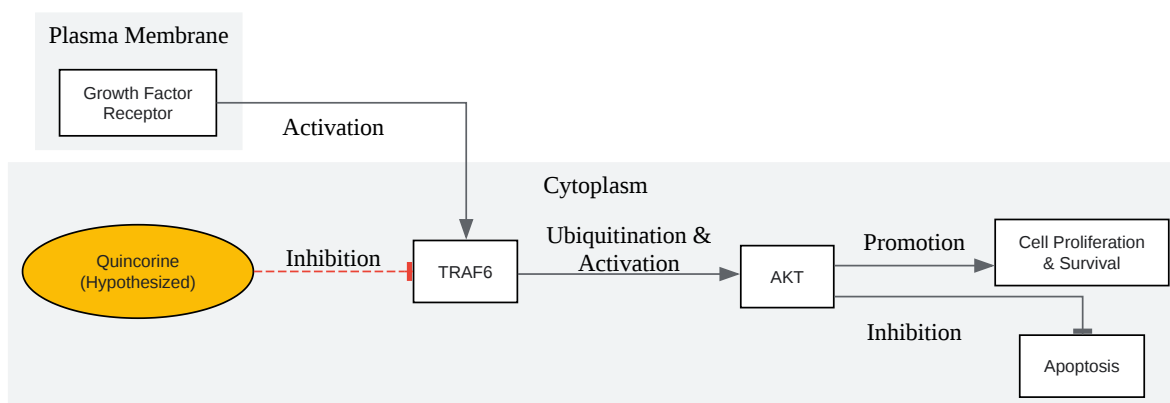 Plasma Membrane
Growth Factor
Receptor
Activation
Cytoplasm
Quincorine
(Hypothesized)
Inhibition
TRAF6
Ubiquitination &
Activation
AKT
Promotion
Cell Proliferation
& Survival
Inhibition
Apoptosis